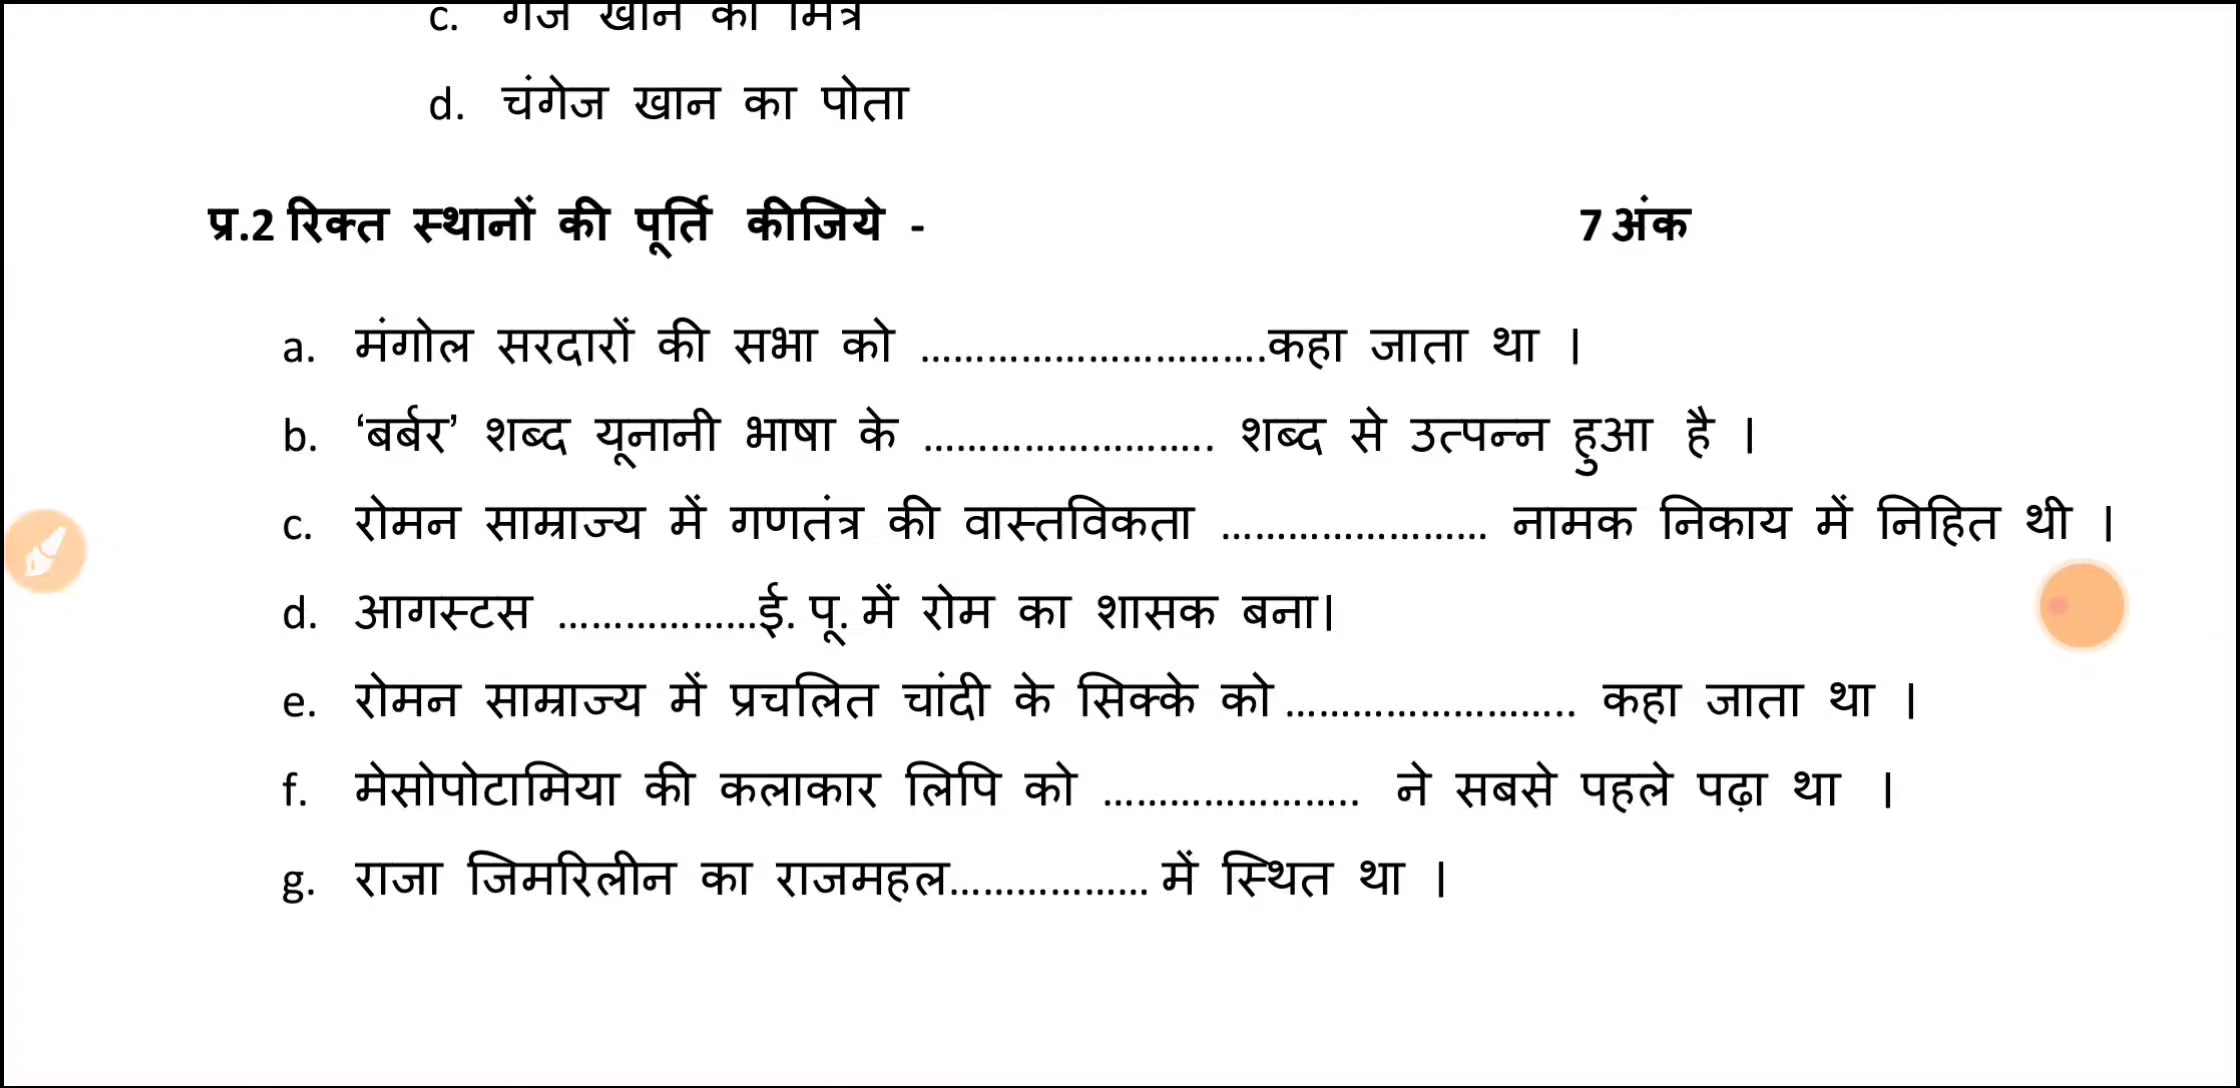 c. गेज खान का मित्र
d. चंगेज खान का पोता
प्र.2 रिक्त स्थानों की पूर्ति कीजिये - 7 अंक
a. मंगोल सरदारों की सभा को ...............................कहा जाता था ।
b. ‘बर्बर’ शब्द यूनानी भाषा के .......................... शब्द से उत्पन्न हुआ है ।
c. रोमन साम्राज्य में गणतंत्र की वास्तविकता ........................ नामक निकाय में निहित थी ।
d. आगस्टस ..................ई. पू. में रोम का शासक बना|
e. रोमन साम्राज्य में प्रचलित चांदी के सिक्के को.......................... कहा जाता था ।
f. मेसोपोटामिया की कलाकार लिपि को ....................... ने सबसे पहले पढ़ा था ।
g. राजा जिमरिलीन का राजमहल.................. में स्थित था ।